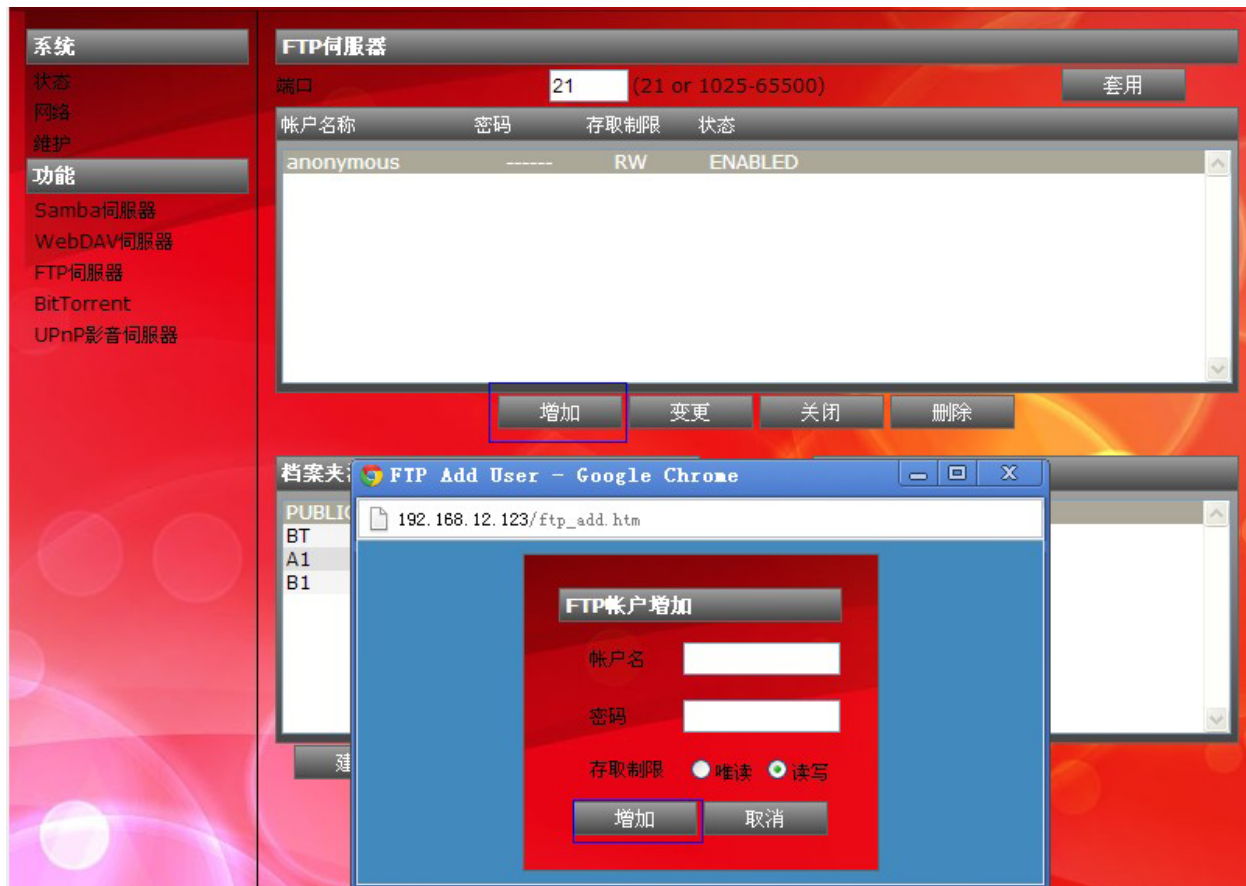 系统
状态
网络
维护
功能
Samba伺服器
WebDAV伺服器
FTP伺服器
BitTorrent
UPnP影音伺服器
FTP伺服器
端口 21 (21 or 1025-65500) 套用
帐户名称 密码 存取制限 状态
anonymous ------ RW ENABLED
增加 变更 关闭 删除
档案夹
PUBLIC
BT
A1
B1
建
FTP Add User - Google Chrome
192.168.12.123/ftp_add.htm
FTP帐户增加
帐户名
密码
存取制限 唯读 读写
增加 取消